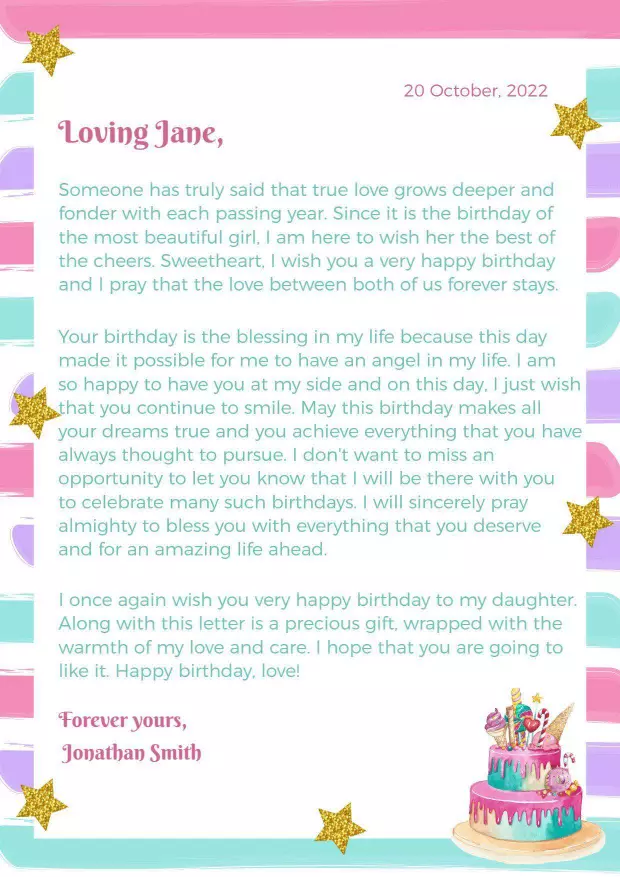 20 October, 2022
Loving Jane,
Someone has truly said that true love grows deeper and
fonder with each passing year. Since it is the birthday of
the most beautiful girl, I am here to wish her the best of
the cheers. Sweetheart, I wish you a very happy birthday
and I pray that the love between both of us forever stays.
Your birthday is the blessing in my life because this day
made it possible for me to have an angel in my life. I am
so happy to have you at my side and on this day, I just wish
that you continue to smile. May this birthday makes all
your dreams true and you achieve everything that you have
always thought to pursue. I don't want to miss an
opportunity to let you know that I will be there with you
to celebrate many such birthdays. I will sincerely pray
almighty to bless you with everything that you deserve
and for an amazing life ahead.
I once again wish you very happy birthday to my daughter.
Along with this letter is a precious gift, wrapped with the
warmth of my love and care. I hope that you are going to
like it. Happy birthday, love!
Forever yours,
Jonathan Smith